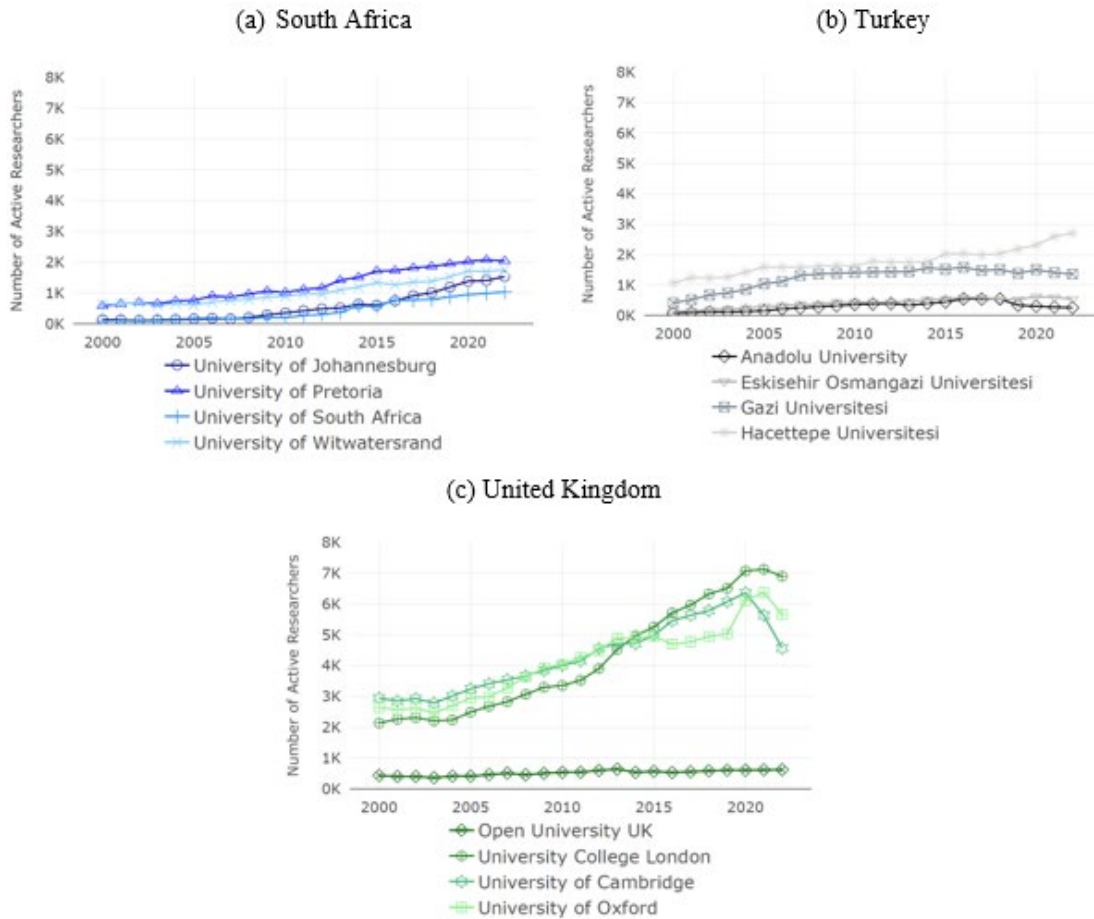 (a) South Africa
Number of Active Researchers
8K
7K
6K
5K
4K
3K
2K
1K
0K
2000 2005 2010 2015 2020
University of Johannesburg
University of Pretoria
University of South Africa
University of Witwatersrand
(b) Turkey
Number of Active Researchers
8K
7K
6K
5K
4K
3K
2K
1K
0K
2000 2005 2010 2015 2020
Anadolu University
Eskisehir Osmangazi Universitesi
Gazi Universitesi
Hacettepe Universitesi
(c) United Kingdom
Number of Active Researchers
8K
7K
6K
5K
4K
3K
2K
1K
0K
2000 2005 2010 2015 2020
Open University UK
University College London
University of Cambridge
University of Oxford